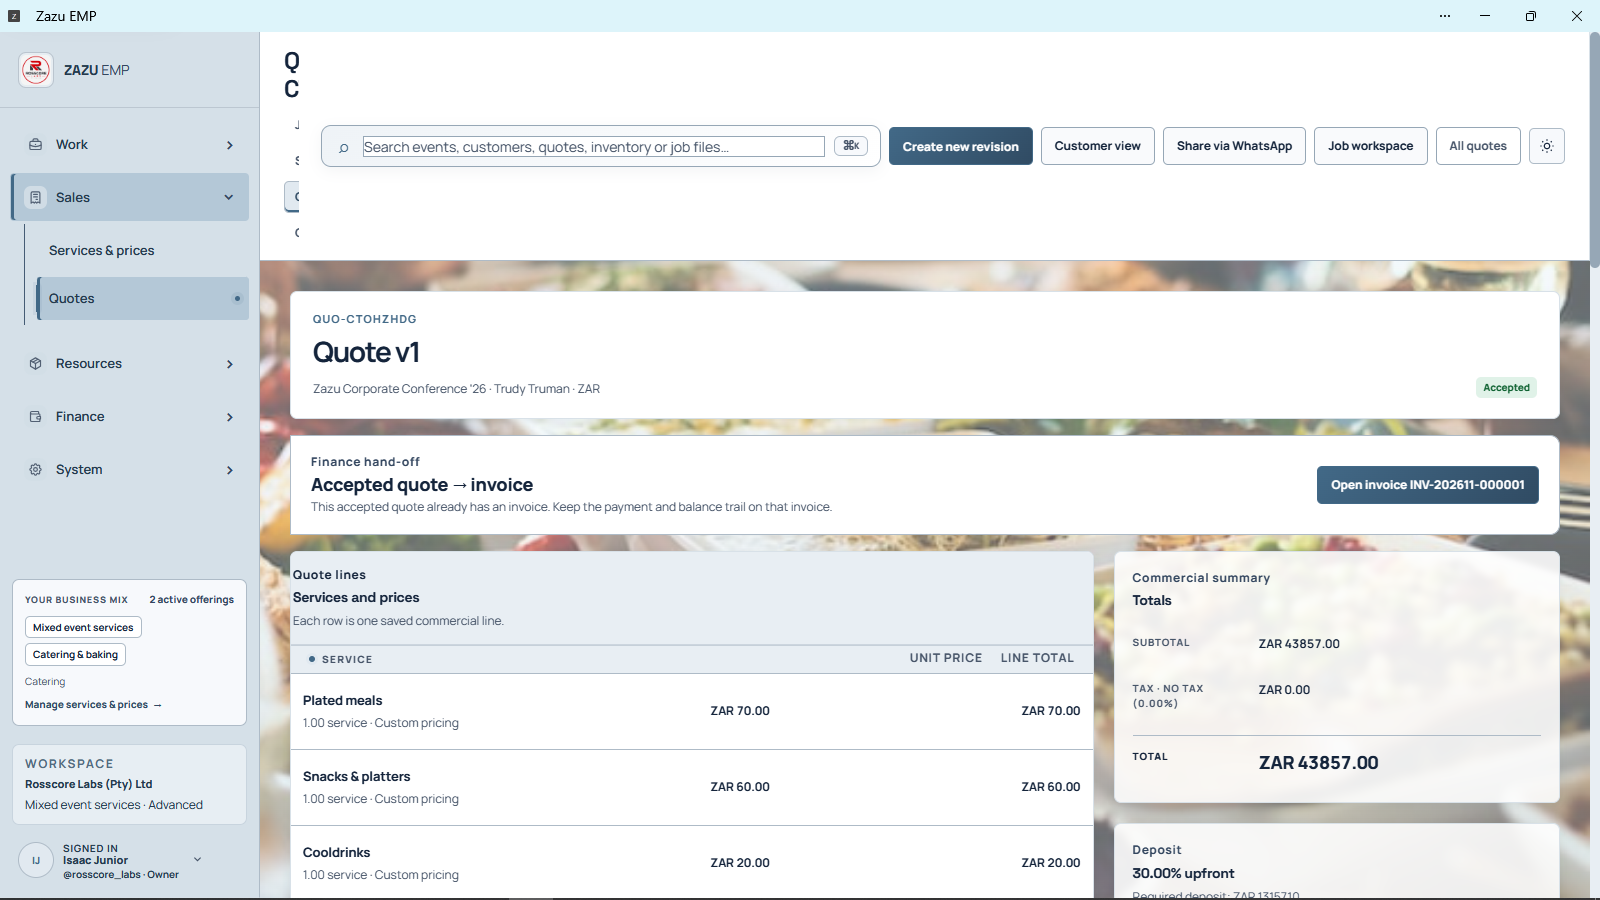 Zazu EMP
ZAZU EMP
Work
Sales
Services & prices
Quotes
Resources
Finance
System
YOUR BUSINESS MIX 2 active offerings
Mixed event services
Catering & baking
Catering
Manage services & prices →
WORKSPACE
Rosscore Labs (Pty) Ltd
Mixed event services · Advanced
IJ
SIGNED IN
Isaac Junior
@rosscore_labs · Owner
Q
C
Search events, customers, quotes, inventory or job files...
⌘K
Create new revision
Customer view
Share via WhatsApp
Job workspace
All quotes
QUO-CTOHZHDG
Quote v1
Zazu Corporate Conference '26 · Trudy Truman · ZAR
Accepted
Finance hand-off
Accepted quote → invoice
This accepted quote already has an invoice. Keep the payment and balance trail on that invoice.
Open invoice INV-202611-000001
Quote lines
Services and prices
Each row is one saved commercial line.
SERVICE UNIT PRICE LINE TOTAL
Plated meals
1.00 service · Custom pricing
ZAR 70.00 ZAR 70.00
Snacks & platters
1.00 service · Custom pricing
ZAR 60.00 ZAR 60.00
Cooldrinks
1.00 service · Custom pricing
ZAR 20.00 ZAR 20.00
Commercial summary
Totals
SUBTOTAL ZAR 43857.00
TAX · NO TAX (0.00%) ZAR 0.00
TOTAL ZAR 43857.00
Deposit
30.00% upfront
Required deposit: ZAR 13157.10